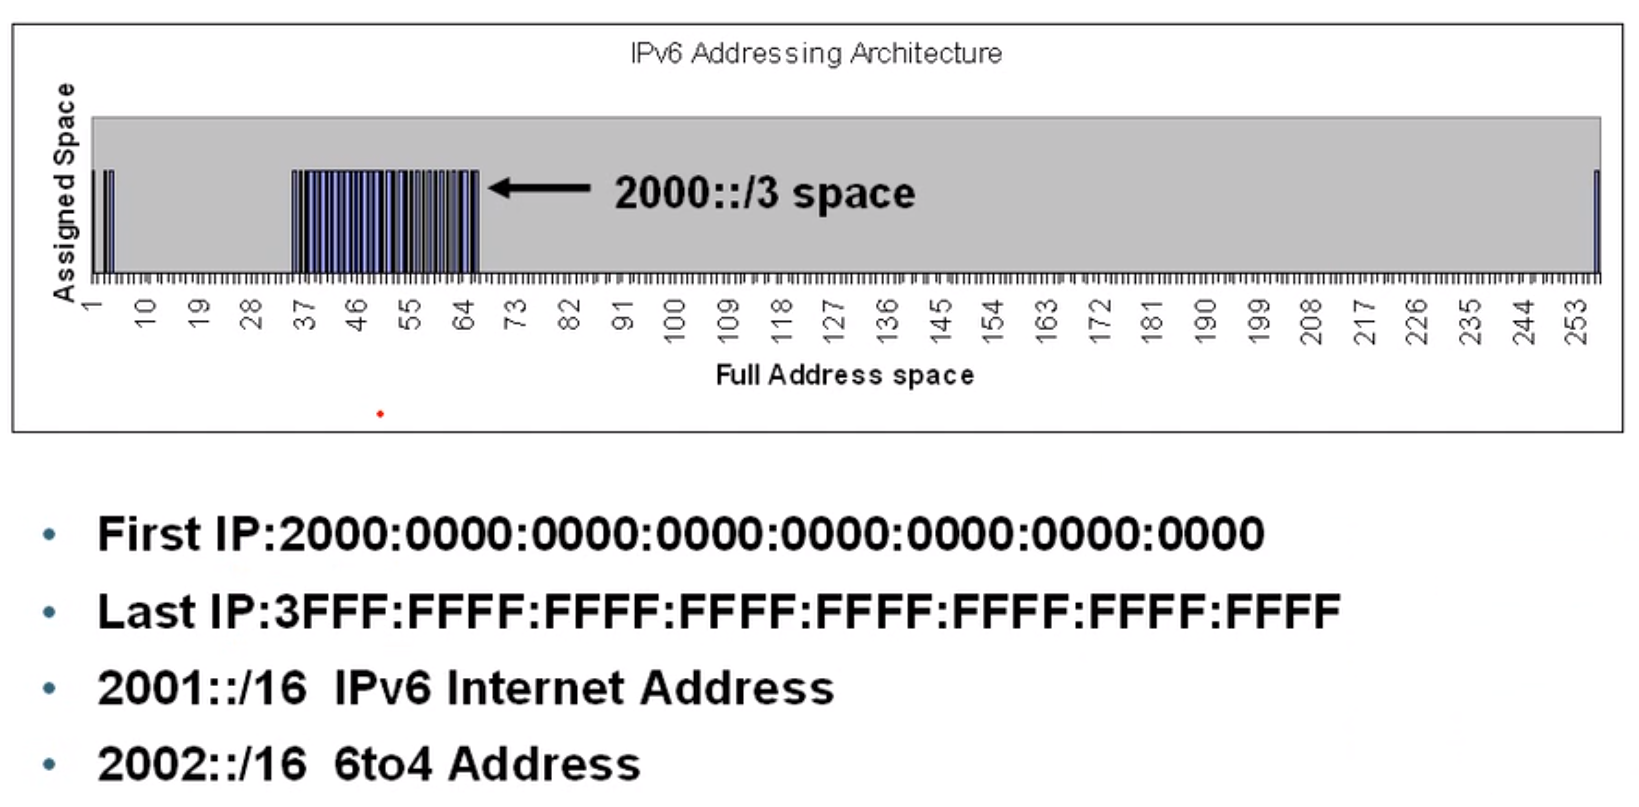 IPv6 Addressing Architecture
Assigned Space
2000::/3 space
1 10 19 28 37 46 55 64 73 82 91 100 109 118 127 136 145 154 163 172 181 190 199 208 217 226 235 244 253
Full Address space
• First IP:2000:0000:0000:0000:0000:0000:0000:0000
• Last IP:3FFF:FFFF:FFFF:FFFF:FFFF:FFFF:FFFF:FFFF
• 2001::/16 IPv6 Internet Address
• 2002::/16 6to4 Address